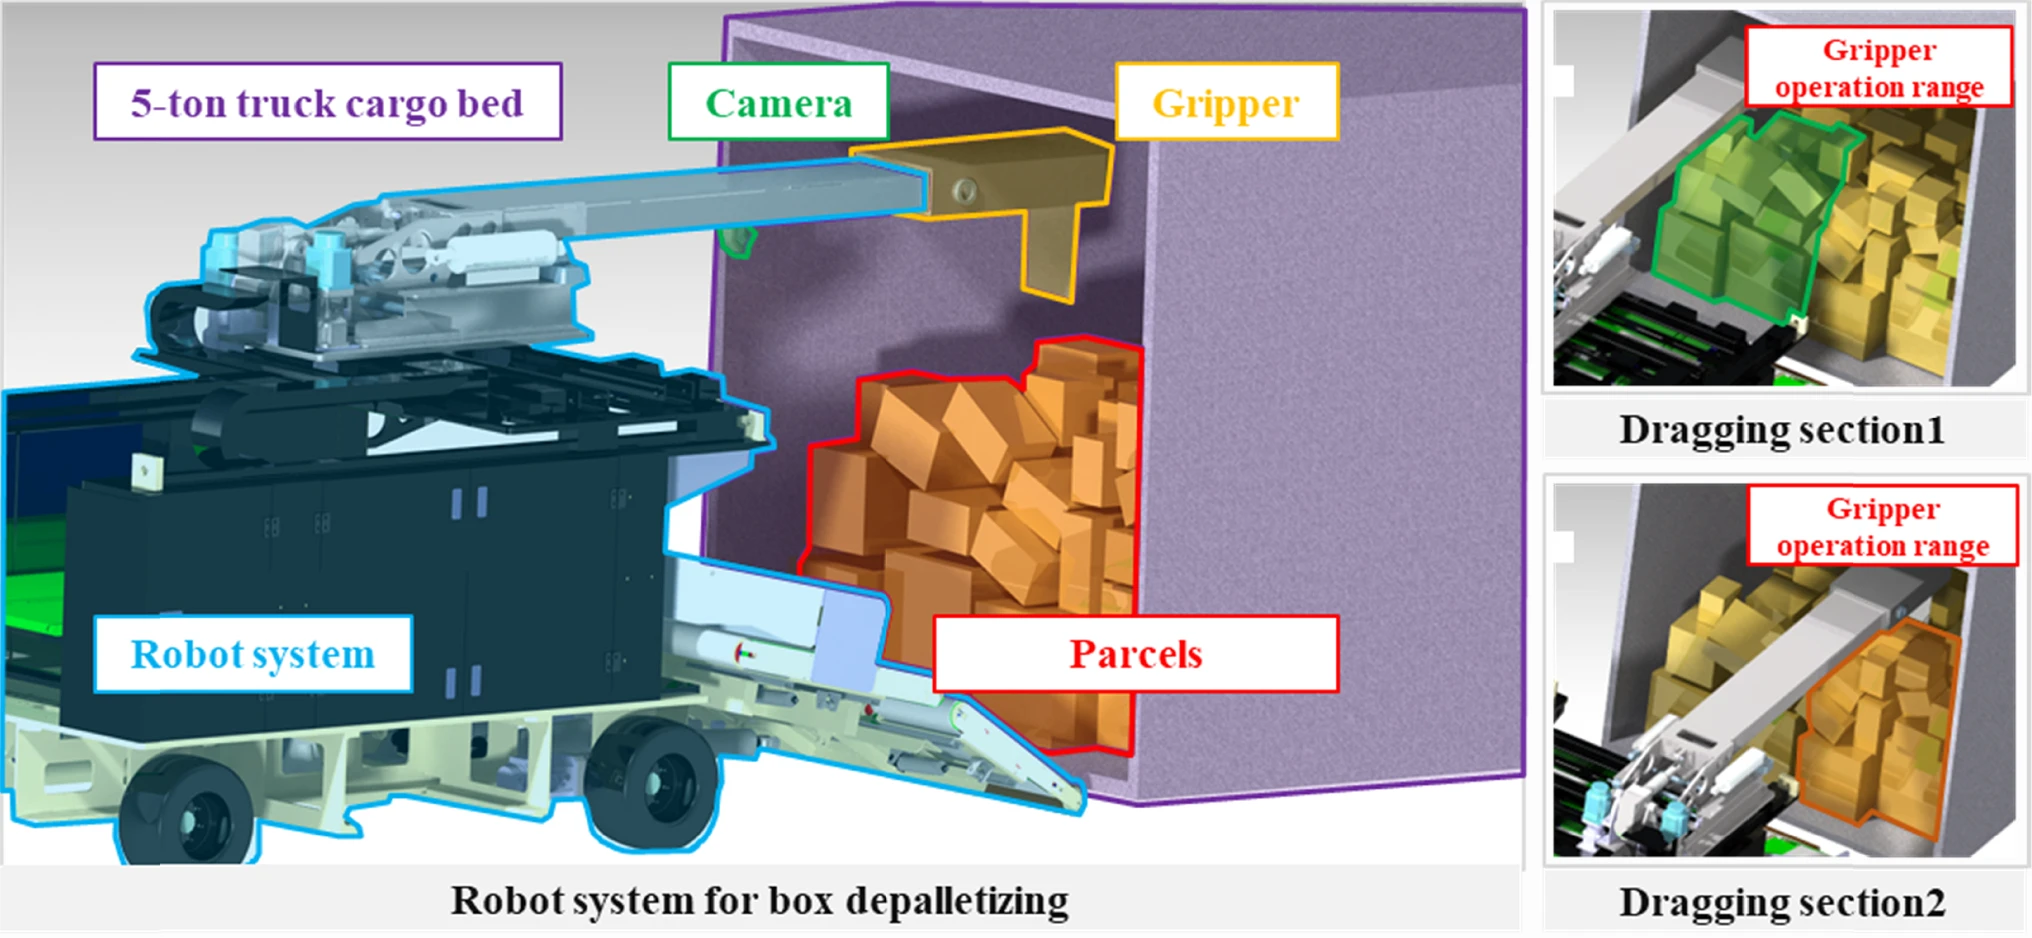 5-ton truck cargo bed
Camera
Gripper
Robot system
Parcels
Robot system for box depalletizing
Gripper
operation range
Dragging section1
Gripper
operation range
Dragging section2